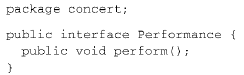 package concert;
public interface Performance {
  public void perform();
}